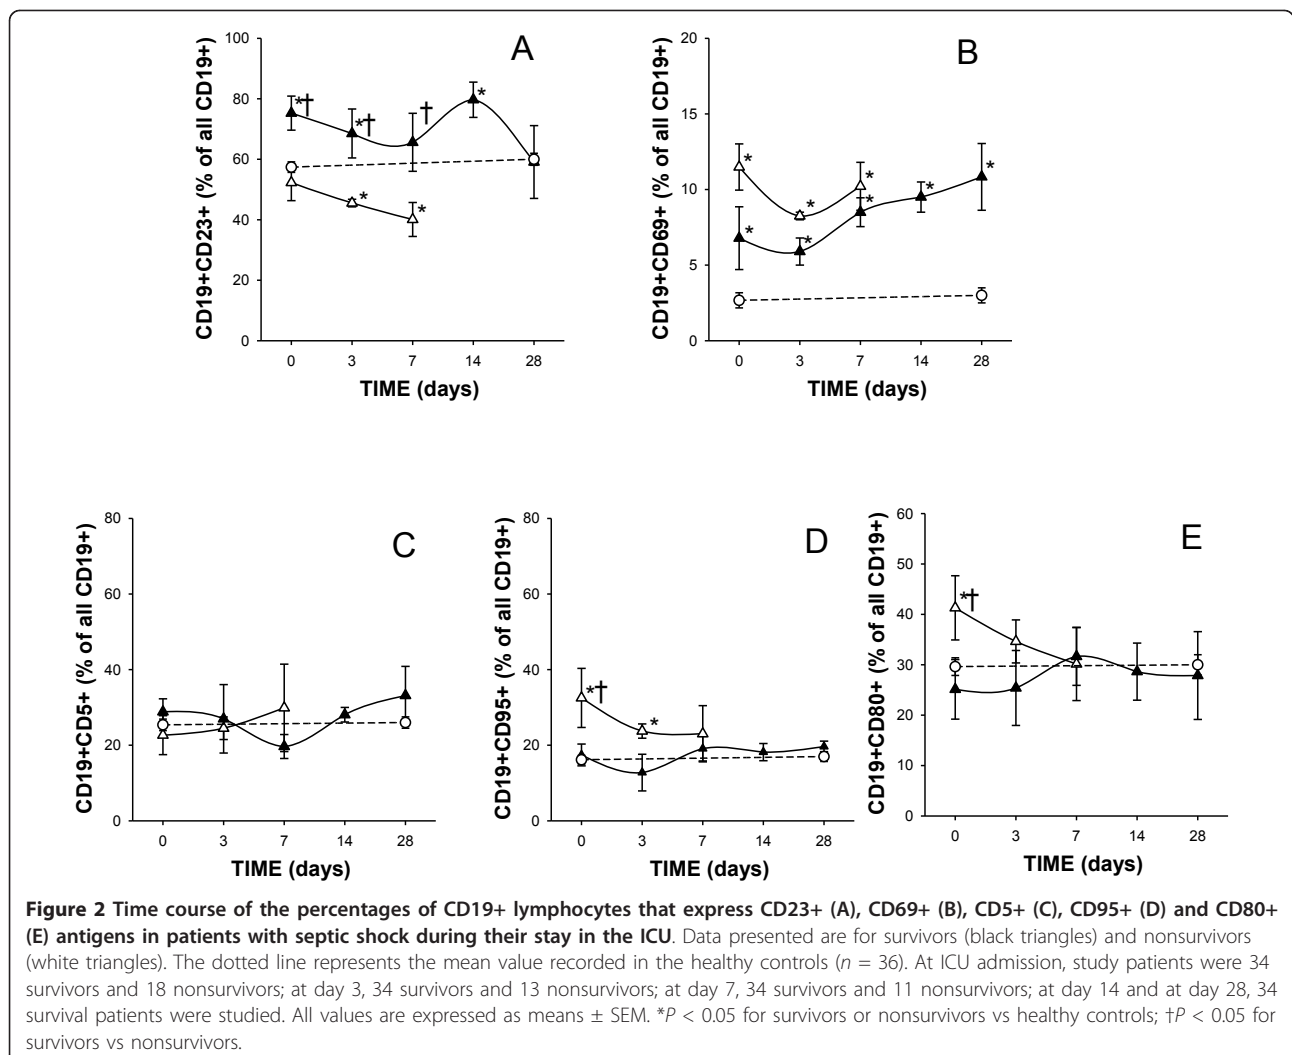 A
CD19+CD23+ (% of all CD19+)
100
80
60
40
20
0
*†
*†
†
*
*
*
0 3 7 14 28
TIME (days)
B
CD19+CD69+ (% of all CD19+)
20
15
10
5
0
*
*
*
*
*
*
*
*
0 3 7 14 28
TIME (days)
C
CD19+CD5+ (% of all CD19+)
80
60
40
20
0
0 3 7 14 28
TIME (days)
D
CD19+CD95+ (% of all CD19+)
80
60
40
20
0
*†
*
0 3 7 14 28
TIME (days)
E
CD19+CD80+ (% of all CD19+)
60
50
40
30
20
10
0
*†
0 3 7 14 28
TIME (days)
Figure 2 Time course of the percentages of CD19+ lymphocytes that express CD23+ (A), CD69+ (B), CD5+ (C), CD95+ (D) and CD80+
(E) antigens in patients with septic shock during their stay in the ICU. Data presented are for survivors (black triangles) and nonsurvivors
(white triangles). The dotted line represents the mean value recorded in the healthy controls (n = 36). At ICU admission, study patients were 34
survivors and 18 nonsurvivors; at day 3, 34 survivors and 13 nonsurvivors; at day 7, 34 survivors and 11 nonsurvivors; at day 14 and at day 28, 34
survival patients were studied. All values are expressed as means ± SEM. *P < 0.05 for survivors or nonsurvivors vs healthy controls; †P < 0.05 for
survivors vs nonsurvivors.